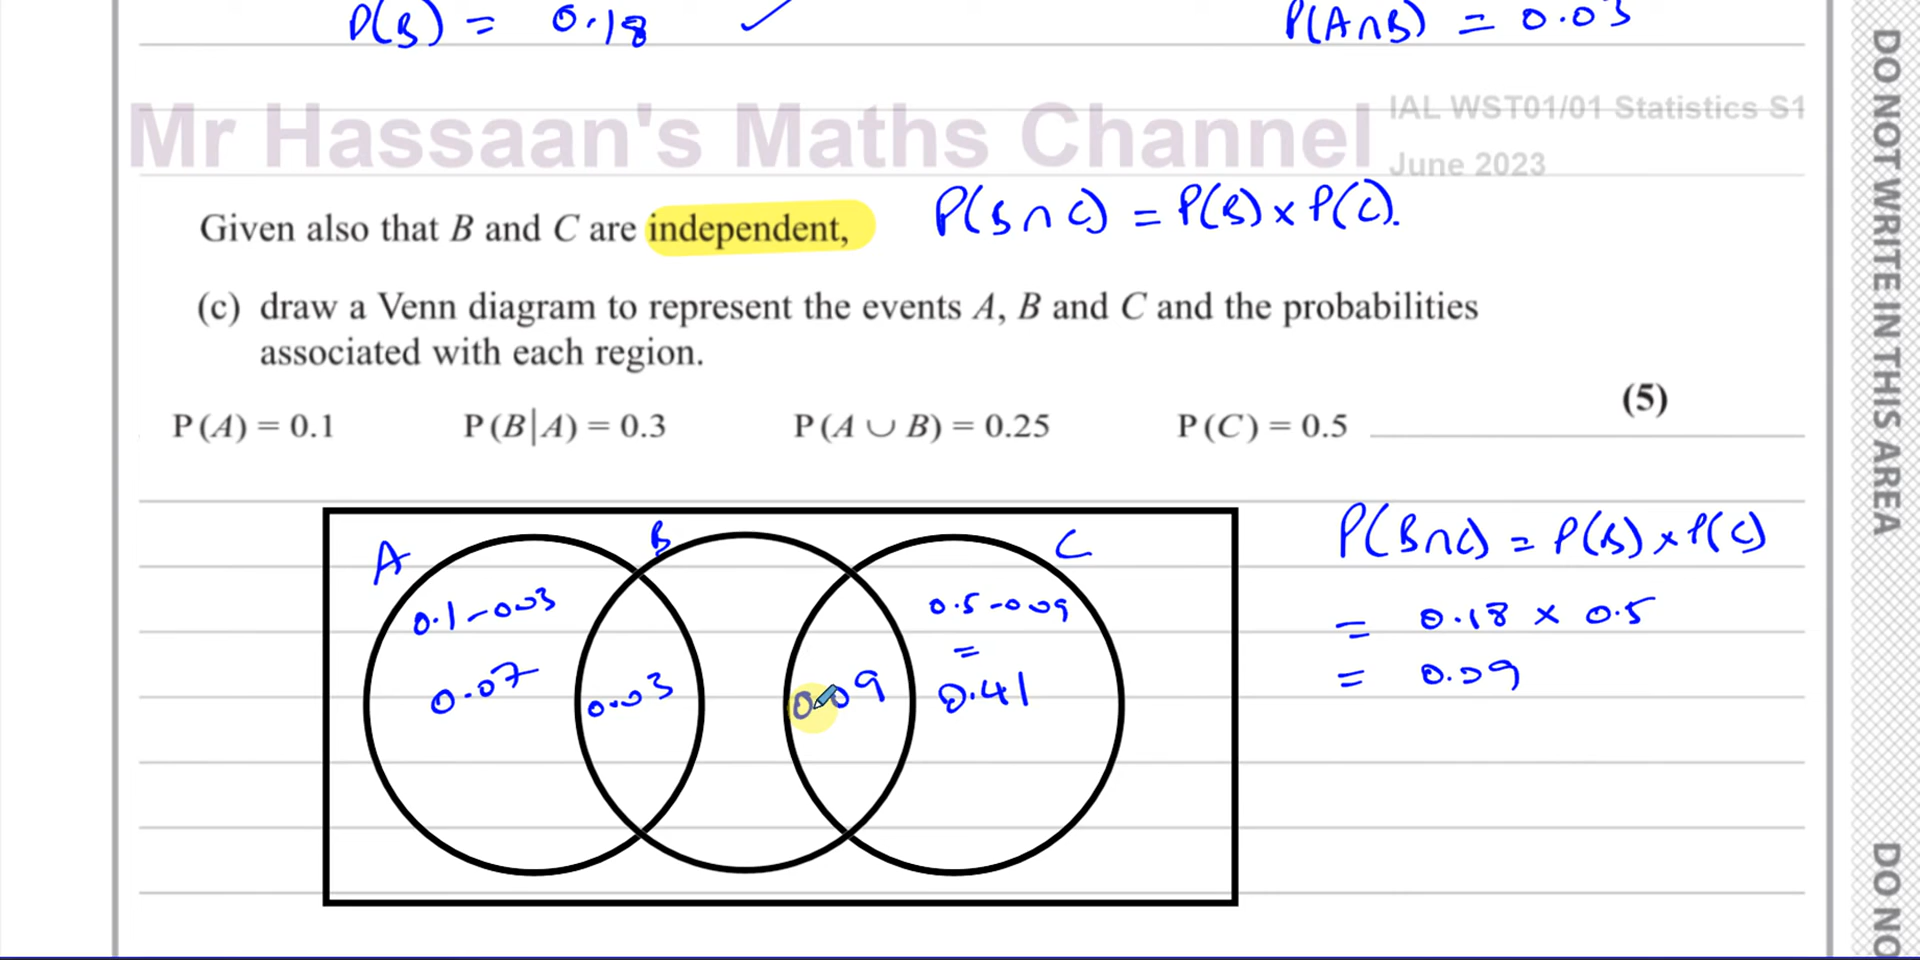 P(B) = 0.18 ✓
P(A∩B) = 0.03
Mr Hassaan's Maths Channel
IAL WST01/01 Statistics S1
June 2023
Given also that B and C are independent,
P(B∩C) = P(B) × P(C).
(c) draw a Venn diagram to represent the events A, B and C and the probabilities
associated with each region.
(5)
P(A) = 0.1 P(B|A) = 0.3 P(A ∪ B) = 0.25 P(C) = 0.5
A
B
C
0.1-0.03
0.07
0.03
0.09
0.5-0.09
=
0.41
P(B∩C) = P(B) × P(C)
= 0.18 × 0.5
= 0.09
DO NOT WRITE IN THIS AREA
DO NO